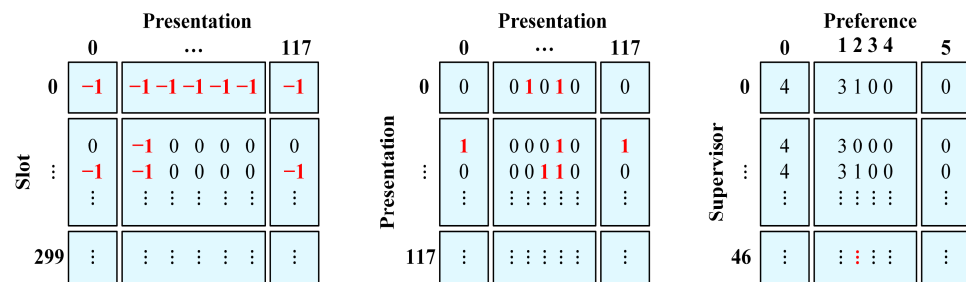 Presentation
0 ... 117
0 −1 −1 −1 −1 −1 −1 −1
0 −1 0 0 0 0 0
Slot ⋮ −1 −1 0 0 0 0 −1
⋮ ⋮ ⋮ ⋮ ⋮ ⋮ ⋮
299 ⋮ ⋮ ⋮ ⋮ ⋮ ⋮ ⋮
Presentation
0 ... 117
0 0 0 1 0 1 0 0
1 0 0 0 1 0 1
Presentation ⋮ 0 0 0 1 1 0 0
⋮ ⋮ ⋮ ⋮ ⋮ ⋮ ⋮
117 ⋮ ⋮ ⋮ ⋮ ⋮ ⋮ ⋮
Preference
0 1 2 3 4 5
0 4 3 1 0 0 0
4 3 0 0 0 0
Supervisor ⋮ 4 3 1 0 0 0
⋮ ⋮ ⋮ ⋮ ⋮ ⋮
46 ⋮ ⋮ ⋮ ⋮ ⋮ ⋮